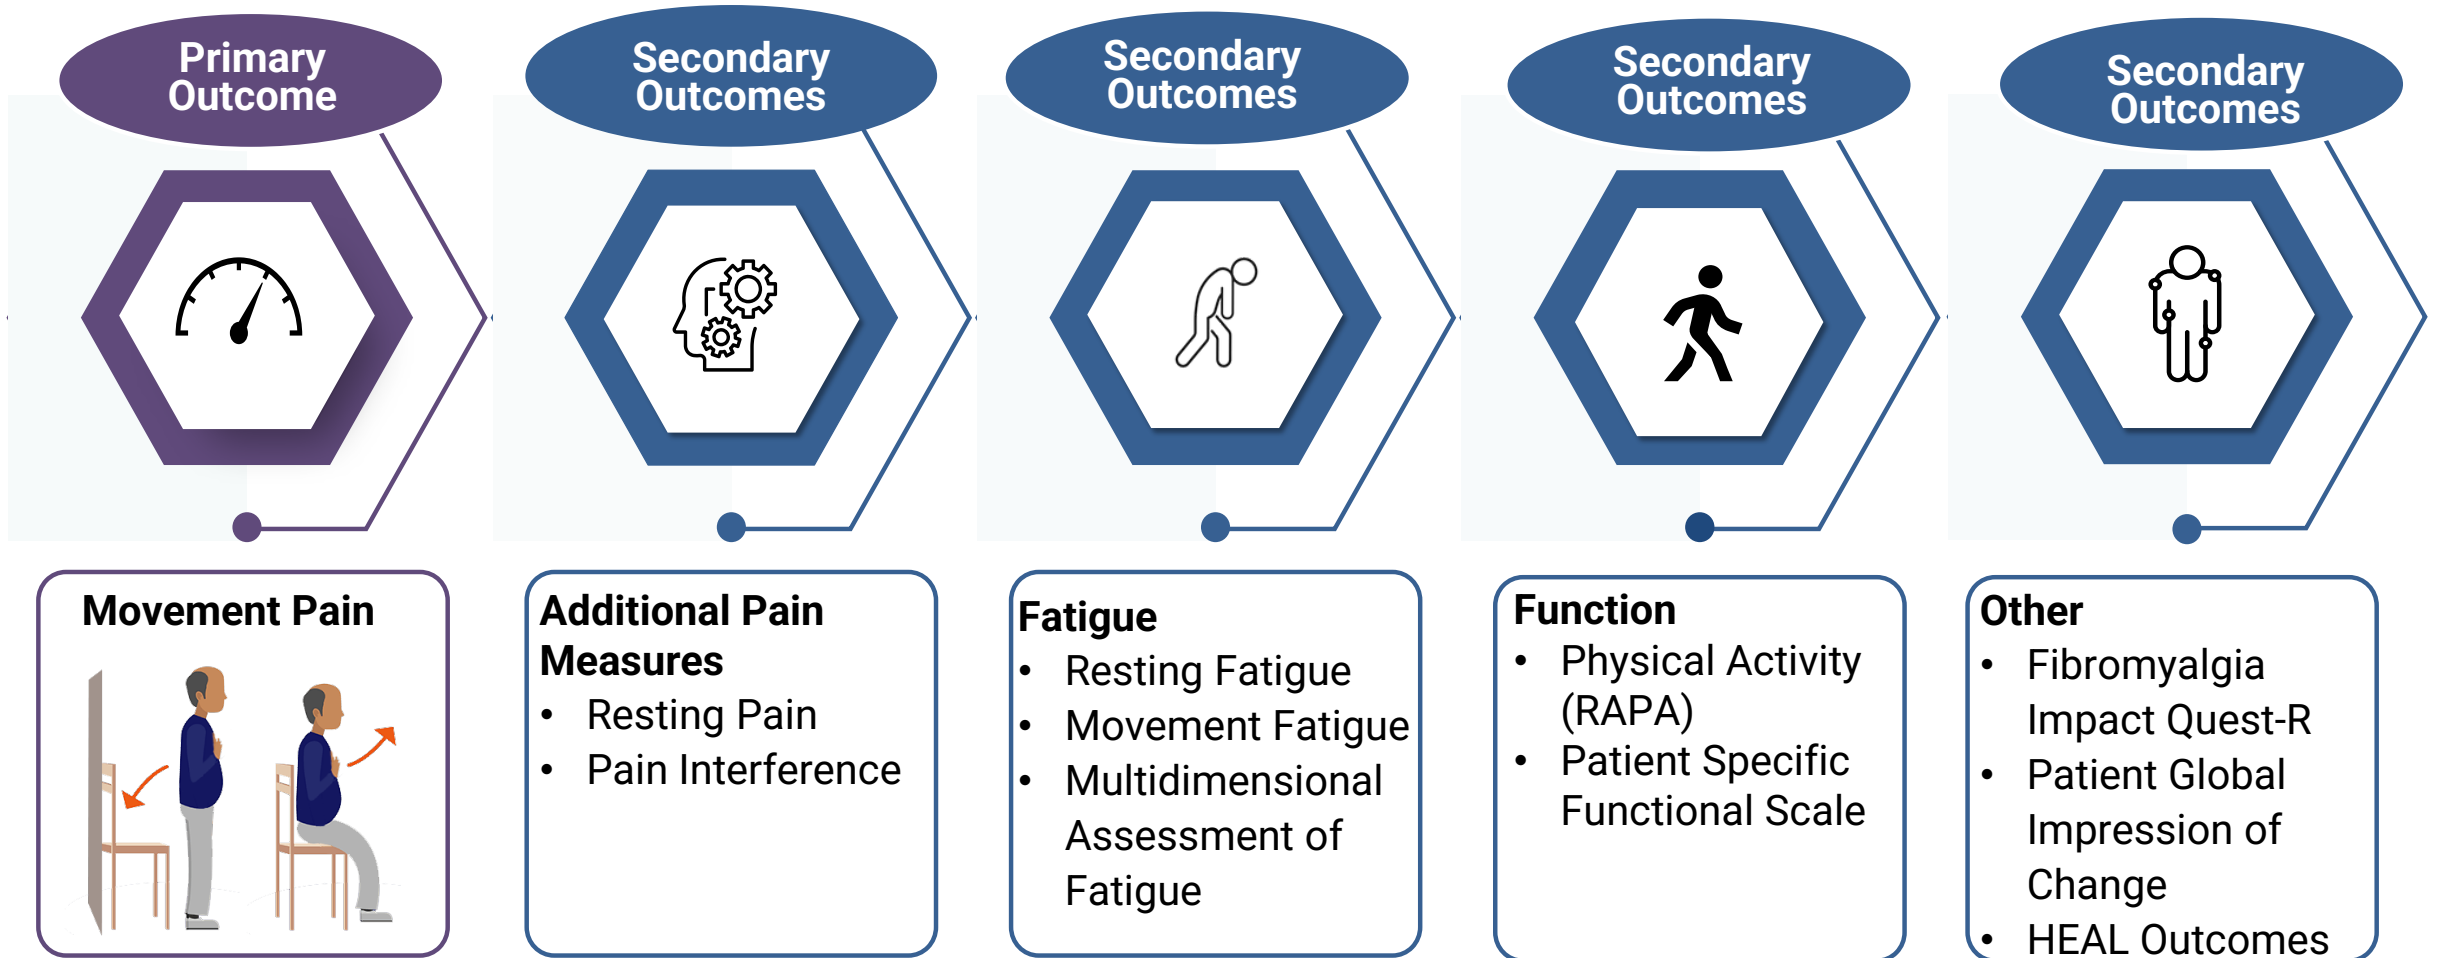 Primary
Outcome
Secondary
Outcomes
Secondary
Outcomes
Secondary
Outcomes
Secondary
Outcomes
Movement Pain
Additional Pain
Measures
• Resting Pain
• Pain Interference
Fatigue
• Resting Fatigue
• Movement Fatigue
• Multidimensional
Assessment of
Fatigue
Function
• Physical Activity
(RAPA)
• Patient Specific
Functional Scale
Other
• Fibromyalgia
Impact Quest-R
• Patient Global
Impression of
Change
• HEAL Outcomes